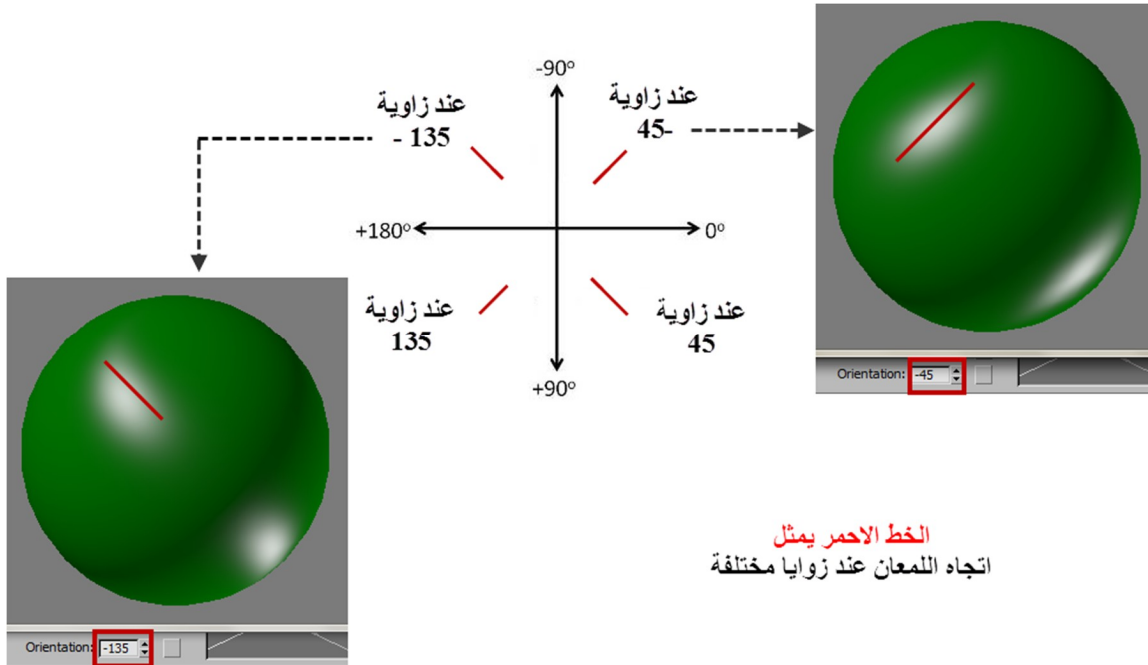 -90°
عند زاوية
- 135
عند زاوية
45-
+180°
0°
عند زاوية
135
عند زاوية
45
+90°
Orientation: -45
الخط الاحمر يمثل
اتجاه اللمعان عند زوايا مختلفة
Orientation: -135